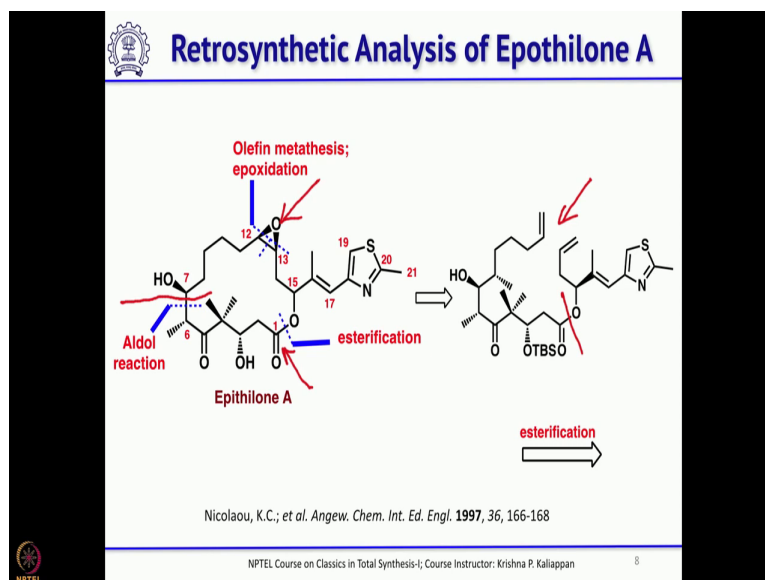 Retrosynthetic Analysis of Epothilone A
Olefin metathesis;
epoxidation
12
O
13
19
S
20
21
N
17
15
HO
7
O
1
6
Aldol
reaction
O
OH
O
esterification
Epithilone A
HO
O
OTBSO
O
S
N
esterification
Nicolaou, K.C.; et al. Angew. Chem. Int. Ed. Engl. 1997, 36, 166-168
NPTEL Course on Classics in Total Synthesis-I; Course Instructor: Krishna P. Kaliappan
8
NPTEL